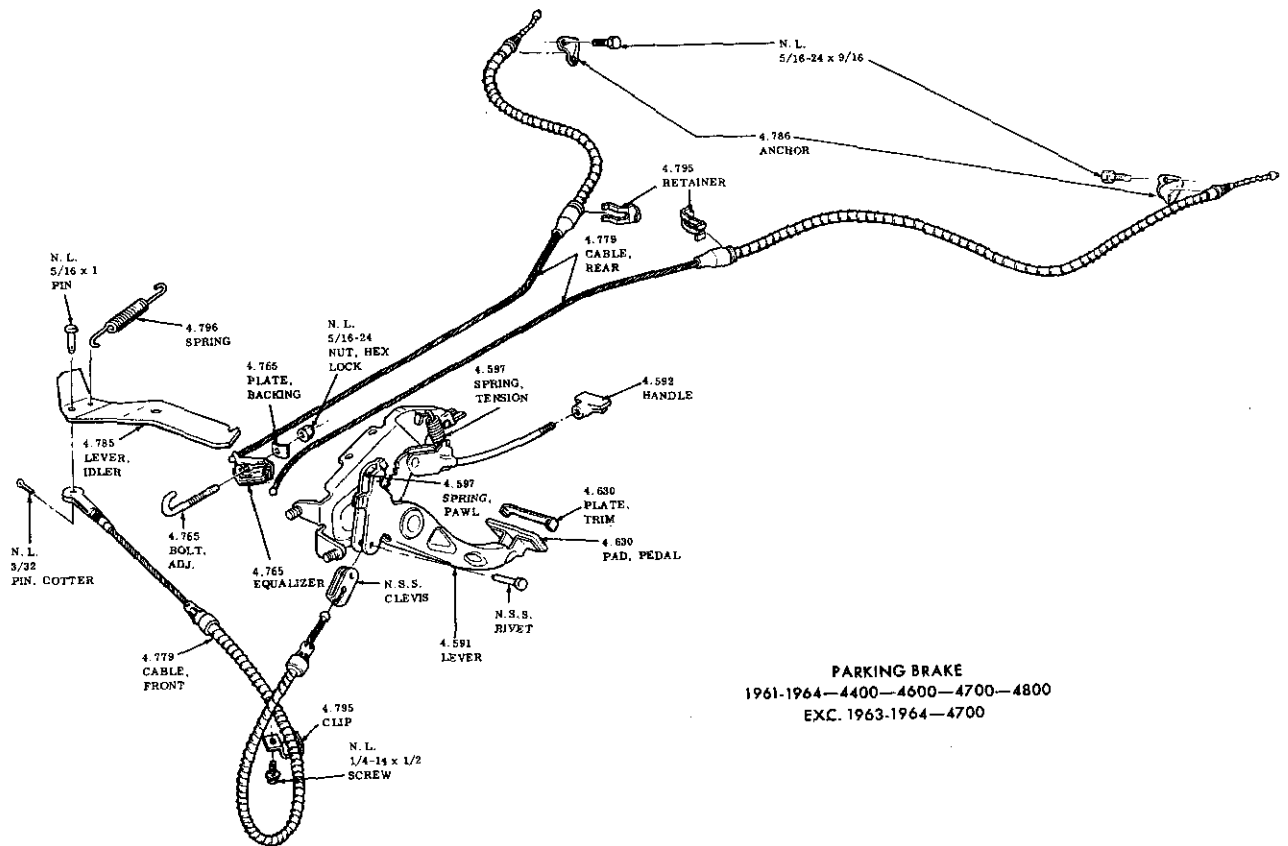 N. L.
5/16-24 x 9/16
4.786
ANCHOR
4.795
RETAINER
4.779
CABLE,
REAR
N. L.
5/16 x 1
PIN
4.796
SPRING
N. L.
5/16-24
NUT, HEX
LOCK
4.765
PLATE,
BACKING
4.597
SPRING,
TENSION
4.592
HANDLE
4.785
LEVER,
IDLER
4.597
SPRING,
PAWL
4.630
PLATE,
TRIM
4.630
PAD, PEDAL
N. L.
3/32
PIN, COTTER
4.765
BOLT,
ADJ.
4.765
EQUALIZER
N.S.S.
CLEVIS
N.S.S.
RIVET
4.591
LEVER
4.779
CABLE,
FRONT
4.795
CLIP
N. L.
1/4-14 x 1/2
SCREW
PARKING BRAKE
1961-1964—4400—4600—4700—4800
EXC. 1963-1964—4700